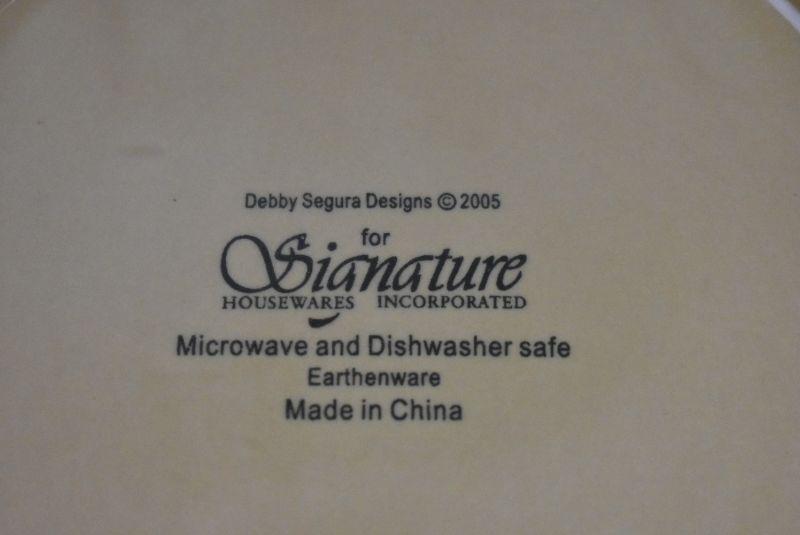 Debby Segura Designs © 2005
for
Signature
HOUSEWARES INCORPORATED
Microwave and Dishwasher safe
Earthenware
Made in China